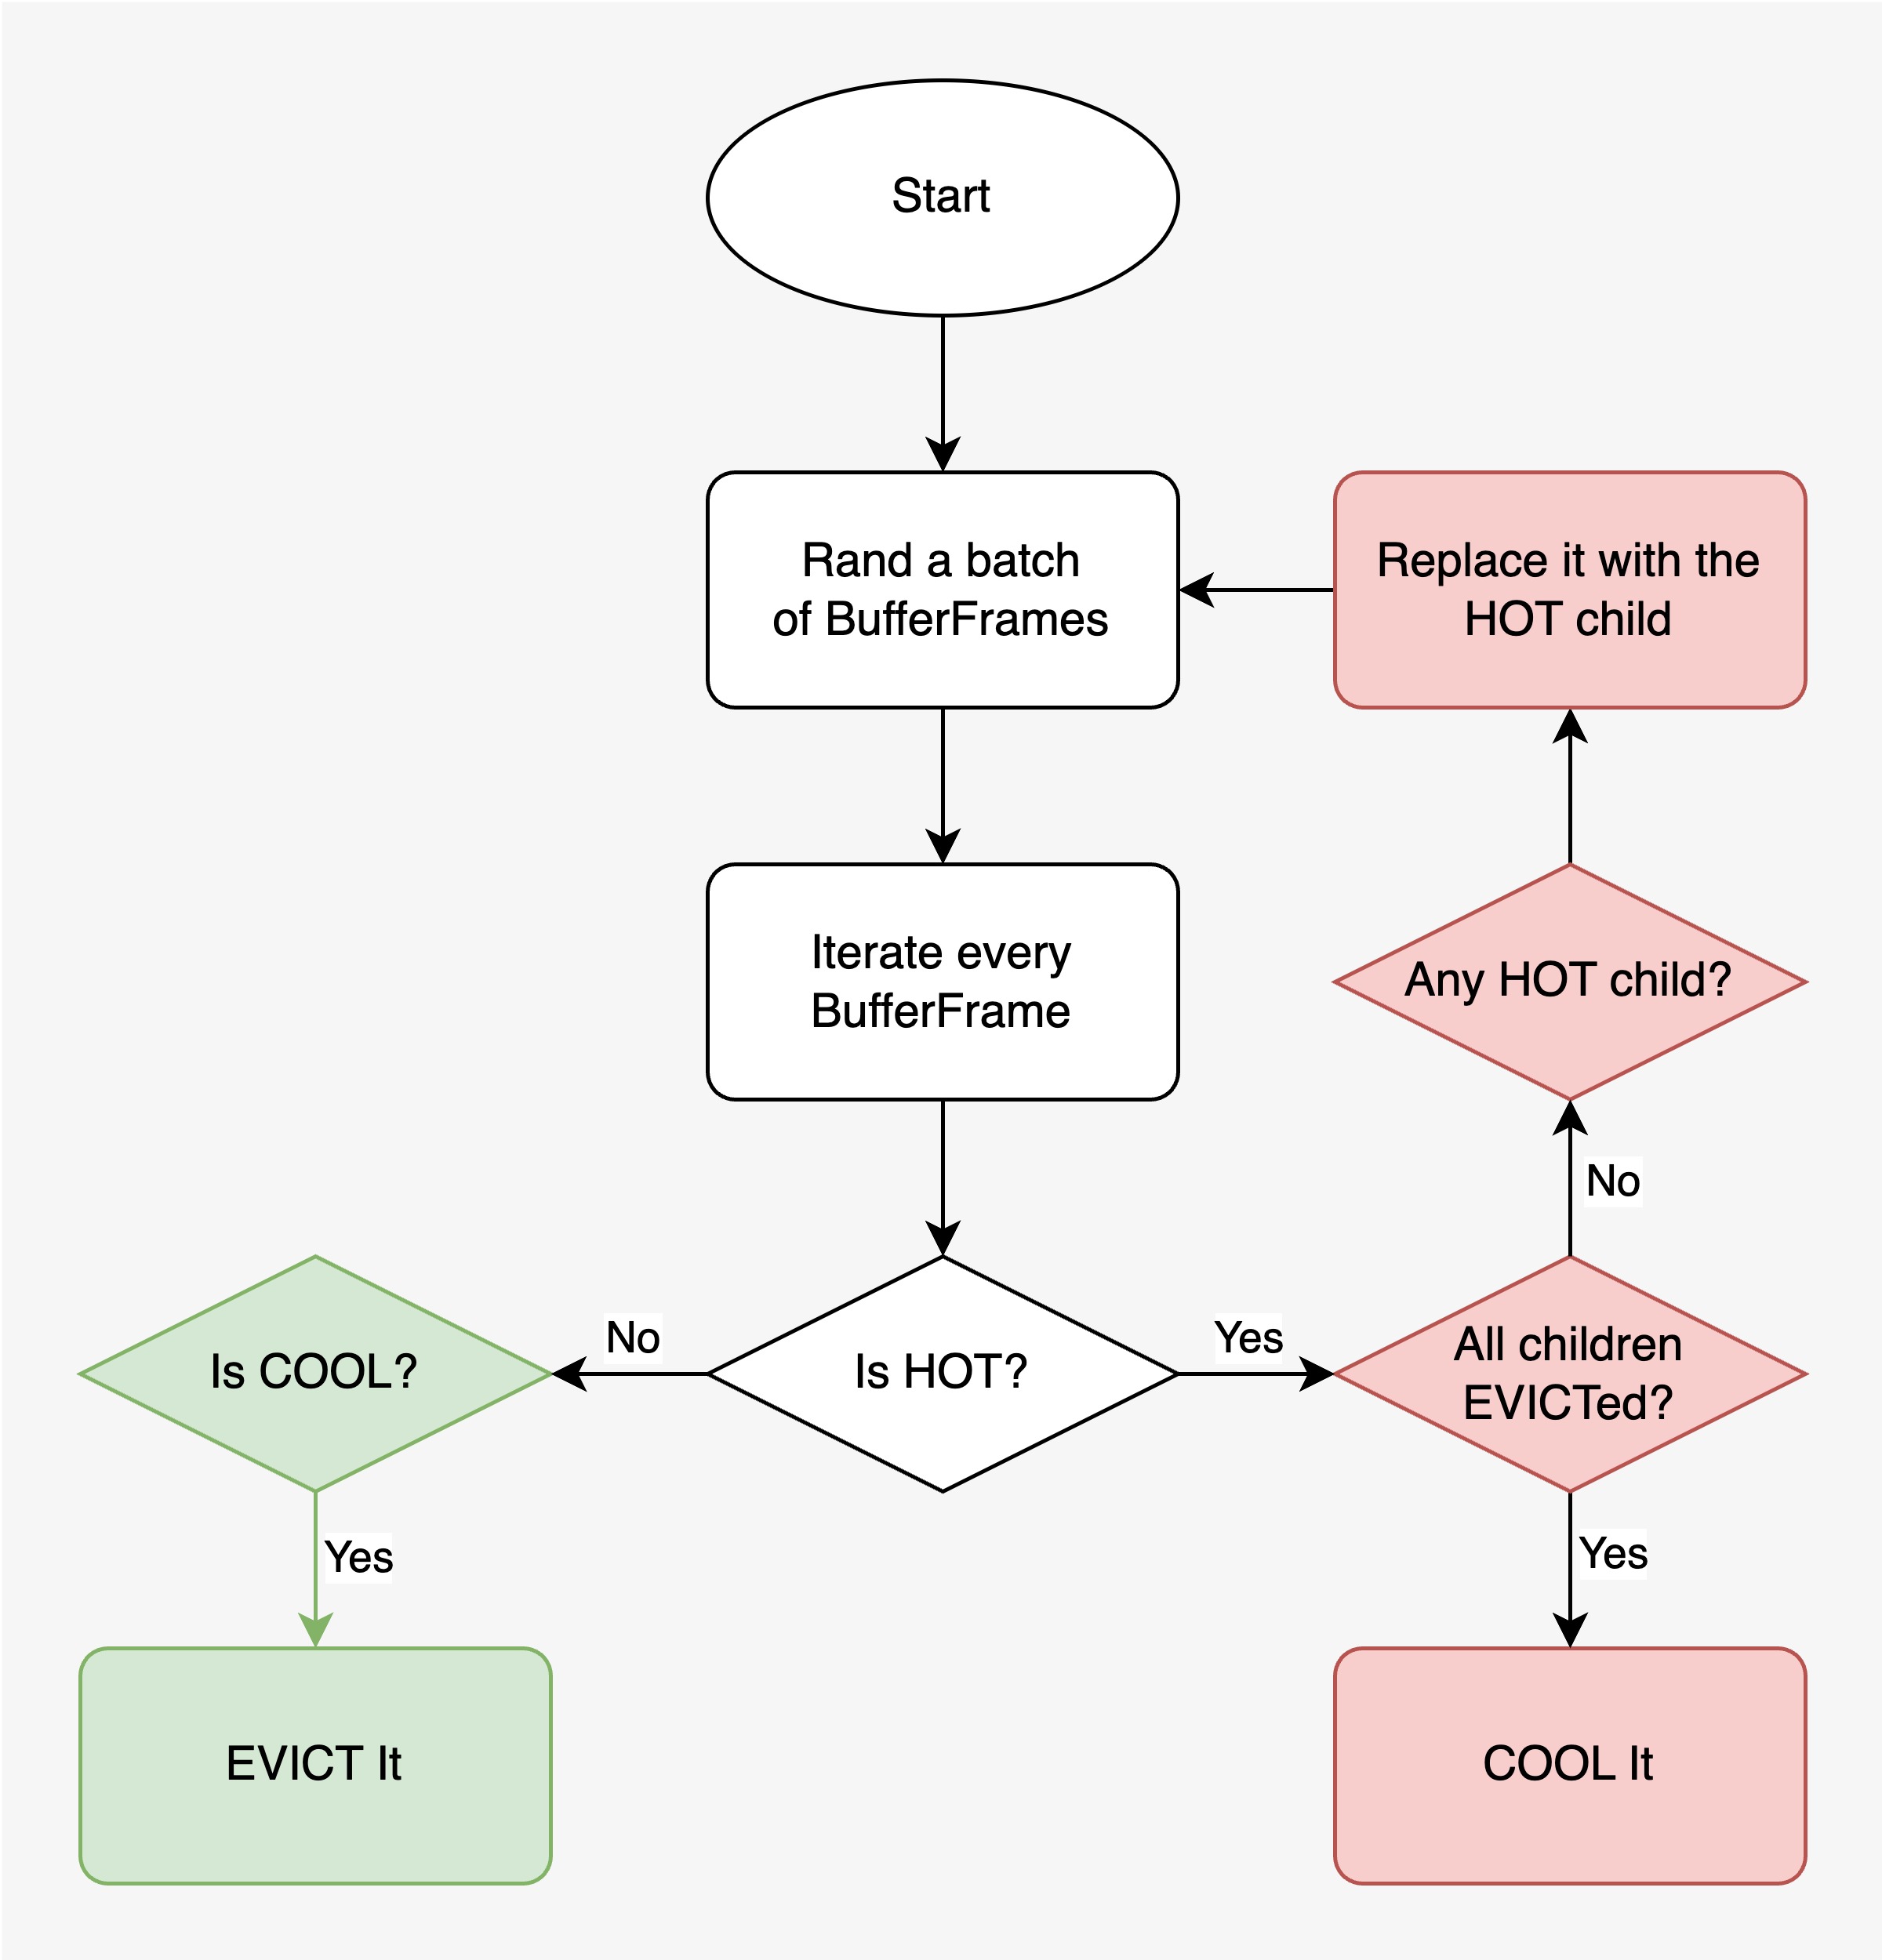 Start
Rand a batch
of BufferFrames
Replace it with the
HOT child
Iterate every
BufferFrame
Any HOT child?
No
Is COOL?
No
Is HOT?
Yes
All children
EVICTed?
Yes
Yes
EVICT It
COOL It